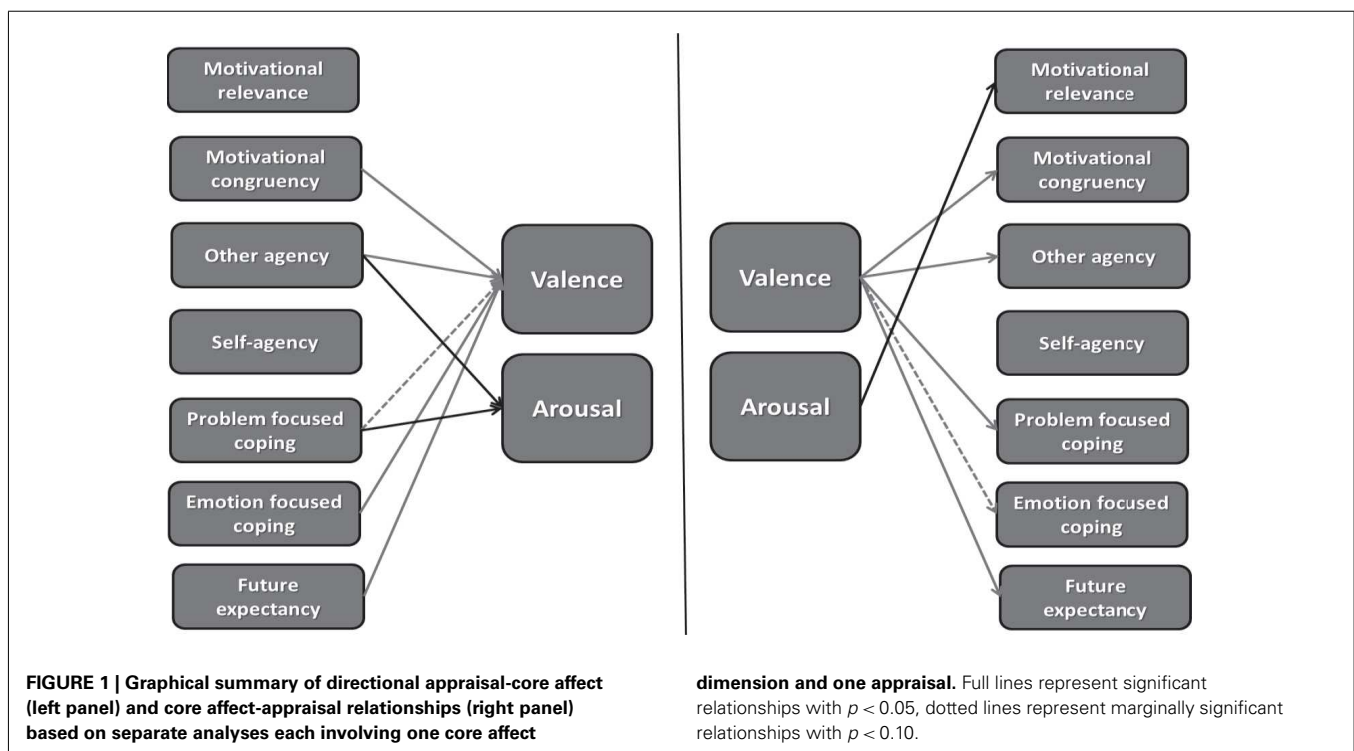 Motivational
relevance
Motivational
congruency
Other agency
Self-agency
Problem focused
coping
Emotion focused
coping
Future
expectancy
Valence
Arousal
Valence
Arousal
Motivational
relevance
Motivational
congruency
Other agency
Self-agency
Problem focused
coping
Emotion focused
coping
Future
expectancy
FIGURE 1 | Graphical summary of directional appraisal-core affect
(left panel) and core affect-appraisal relationships (right panel)
based on separate analyses each involving one core affect
dimension and one appraisal. Full lines represent significant
relationships with p < 0.05, dotted lines represent marginally significant
relationships with p < 0.10.